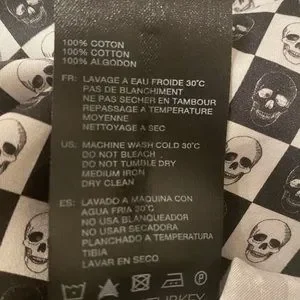 100% COTON
100% COTTON
100% ALGODON
FR: LAVAGE A EAU FROIDE 30°C
PAS DE BLANCHIMENT
NE PAS SECHER EN TAMBOUR
REPASSAGE A TEMPERATURE
MOYENNE
NETTOYAGE A SEC
US: MACHINE WASH COLD 30°C
DO NOT BLEACH
DO NOT TUMBLE DRY
MEDIUM IRON
DRY CLEAN
ES: LAVADO A MAQUINA CON
AGUA FRIA 30°C
NO USA BLANQUEADOR
NO USAR SECADORA
PLANCHADO A TEMPERATURA
TIBIA
LAVAR EN SECO
TURKEY